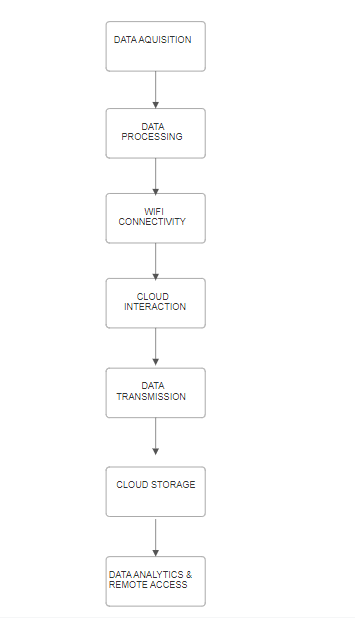 DATA AQUISITION
DATA
PROCESSING
WIFI
CONNECTIVITY
CLOUD
INTERACTION
DATA
TRANSMISSION
CLOUD STORAGE
DATA ANALYTICS &
REMOTE ACCESS